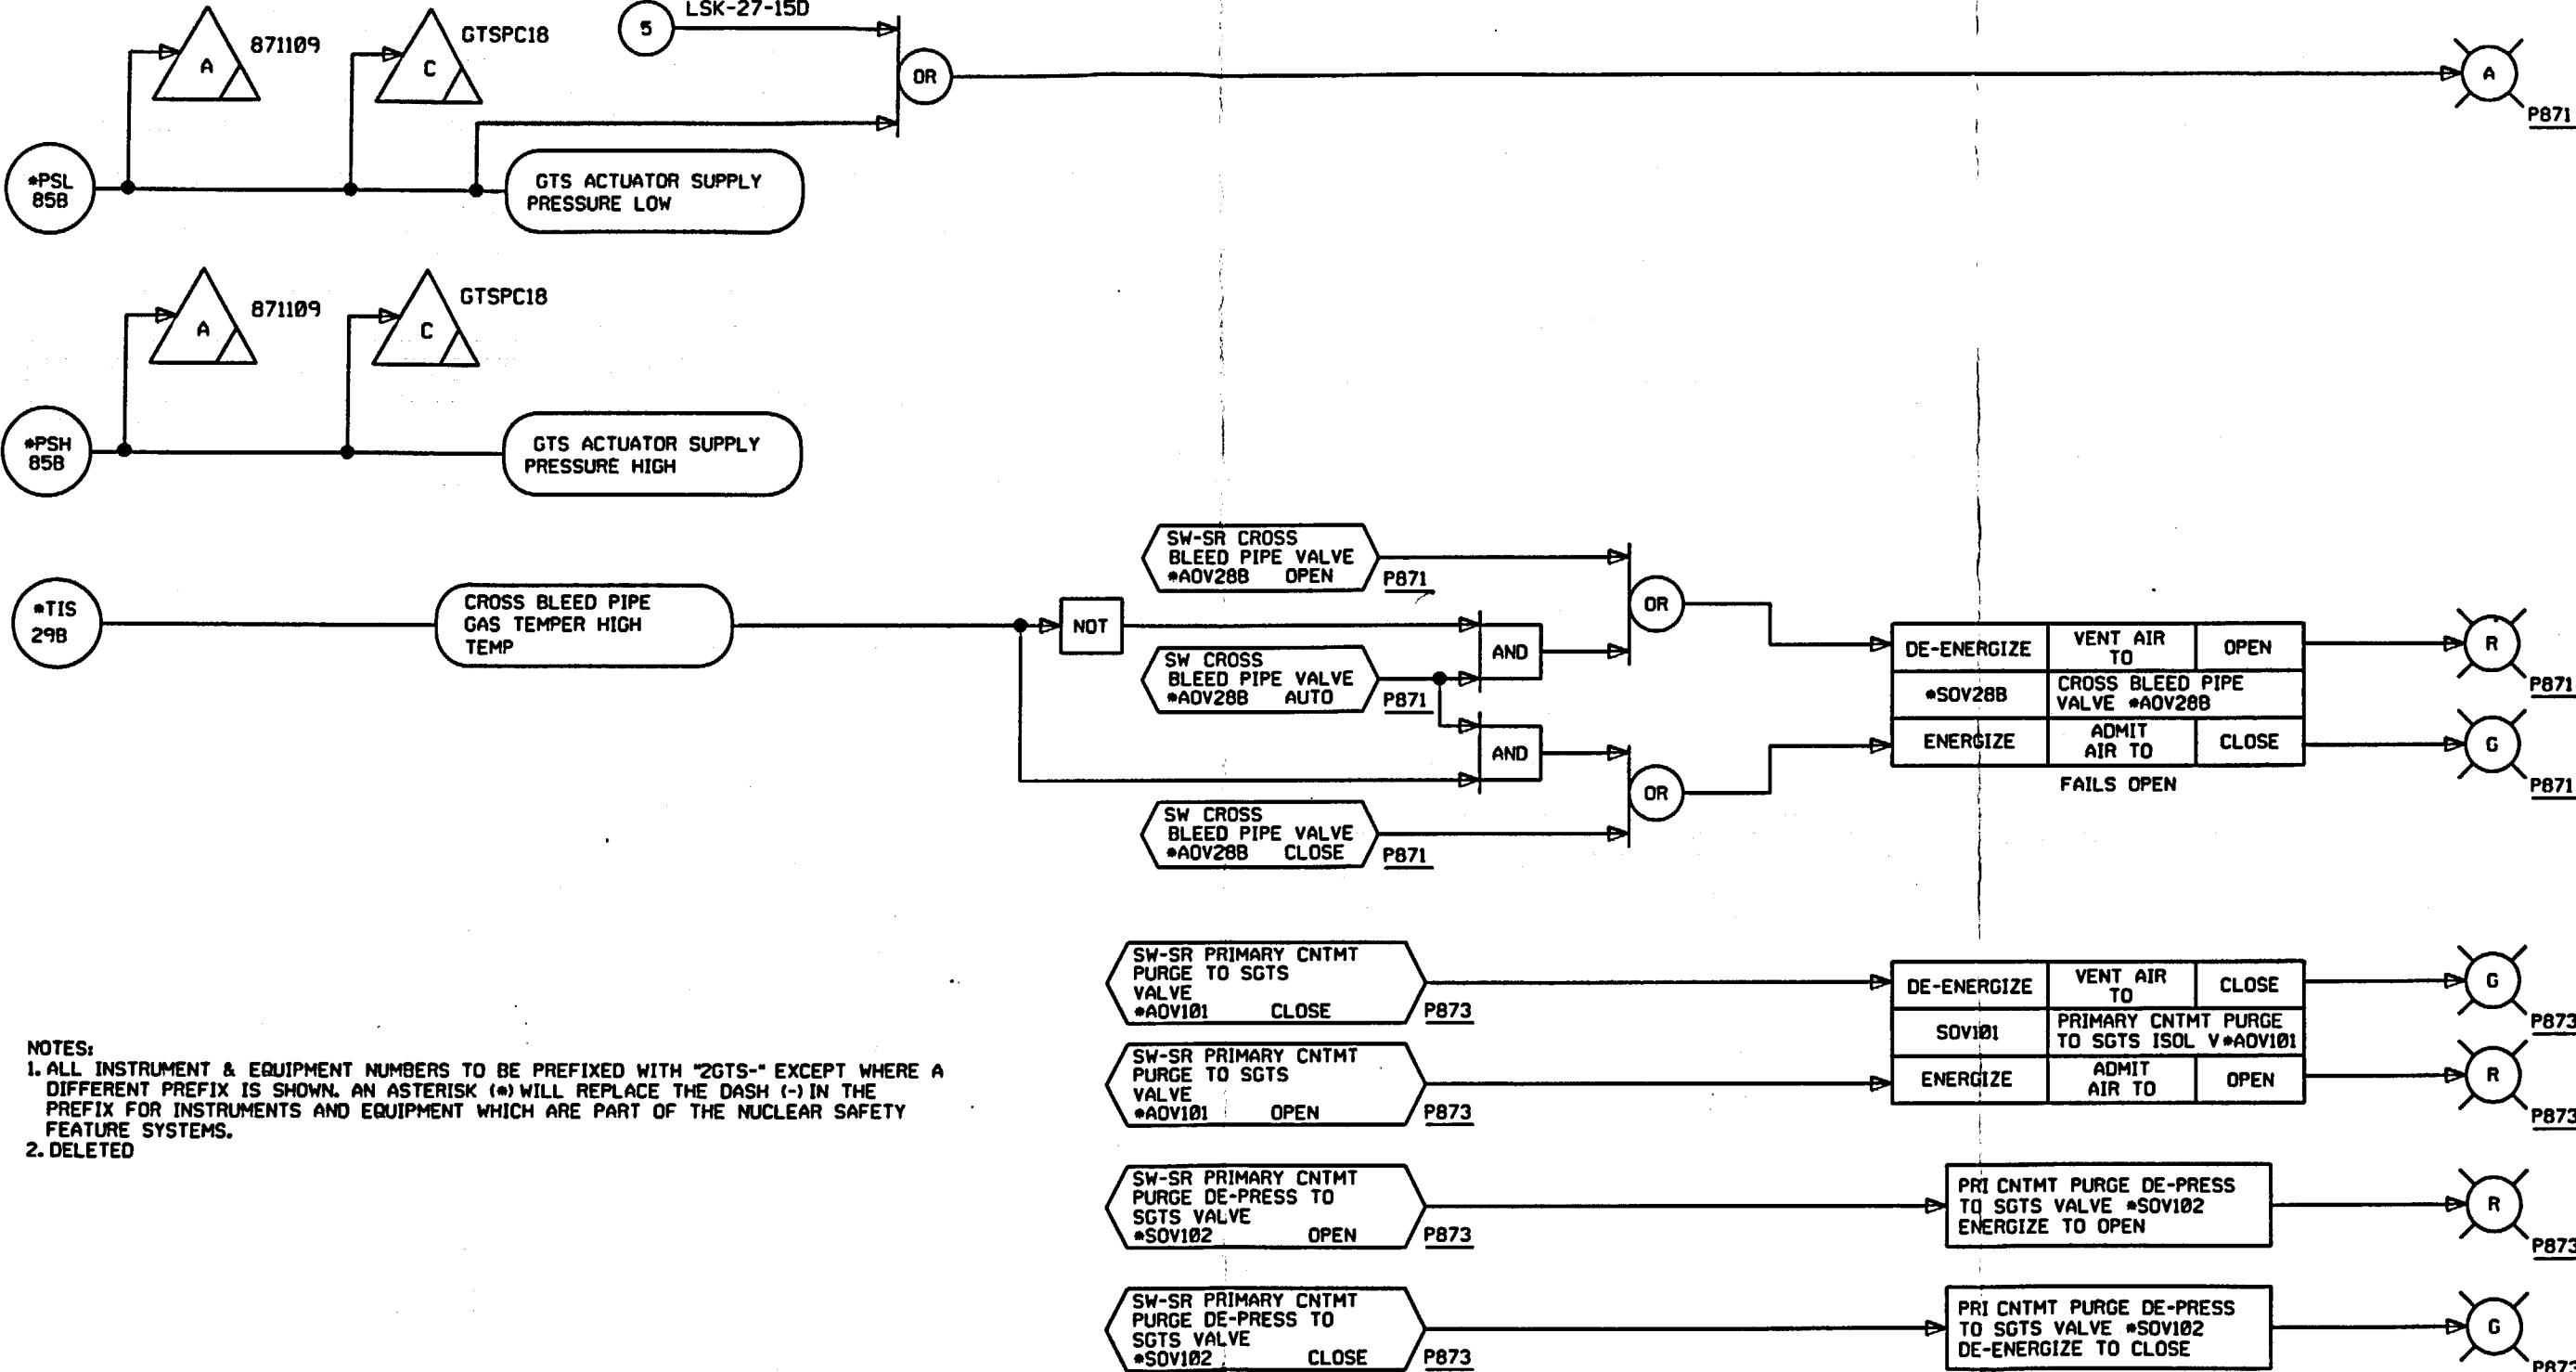 LSK-27-15D
5
A
871109
C
GTSPC18
OR
A
P871
*PSL
85B
GTS ACTUATOR SUPPLY
PRESSURE LOW
A
871109
C
GTSPC18
*PSH
85B
GTS ACTUATOR SUPPLY
PRESSURE HIGH
*TIS
29B
CROSS BLEED PIPE
GAS TEMPER HIGH
TEMP
NOT
SW-SR CROSS
BLEED PIPE VALVE
*AOV28B OPEN
P871
SW CROSS
BLEED PIPE VALVE
*AOV28B AUTO
P871
SW CROSS
BLEED PIPE VALVE
*AOV28B CLOSE
P871
AND
AND
OR
OR
DE-ENERGIZE
VENT AIR
TO
OPEN
*SOV28B
CROSS BLEED PIPE
VALVE *AOV28B
ENERGIZE
ADMIT
AIR TO
CLOSE
FAILS OPEN
R
P871
G
P871
SW-SR PRIMARY CNTMT
PURGE TO SGTS
VALVE
*AOV101 CLOSE
P873
SW-SR PRIMARY CNTMT
PURGE TO SGTS
VALVE
*AOV101 OPEN
P873
DE-ENERGIZE
VENT AIR
TO
CLOSE
SOV101
PRIMARY CNTMT PURGE
TO SGTS ISOL V*AOV101
ENERGIZE
ADMIT
AIR TO
OPEN
G
P873
R
P873
SW-SR PRIMARY CNTMT
PURGE DE-PRESS TO
SGTS VALVE
*SOV102 OPEN
P873
PRI CNTMT PURGE DE-PRESS
TO SGTS VALVE *SOV102
ENERGIZE TO OPEN
R
P873
SW-SR PRIMARY CNTMT
PURGE DE-PRESS TO
SGTS VALVE
*SOV102 CLOSE
P873
PRI CNTMT PURGE DE-PRESS
TO SGTS VALVE *SOV102
DE-ENERGIZE TO CLOSE
G
P873
NOTES:
1. ALL INSTRUMENT & EQUIPMENT NUMBERS TO BE PREFIXED WITH "2GTS-" EXCEPT WHERE A
DIFFERENT PREFIX IS SHOWN. AN ASTERISK (*) WILL REPLACE THE DASH (-) IN THE
PREFIX FOR INSTRUMENTS AND EQUIPMENT WHICH ARE PART OF THE NUCLEAR SAFETY
FEATURE SYSTEMS.
2. DELETED